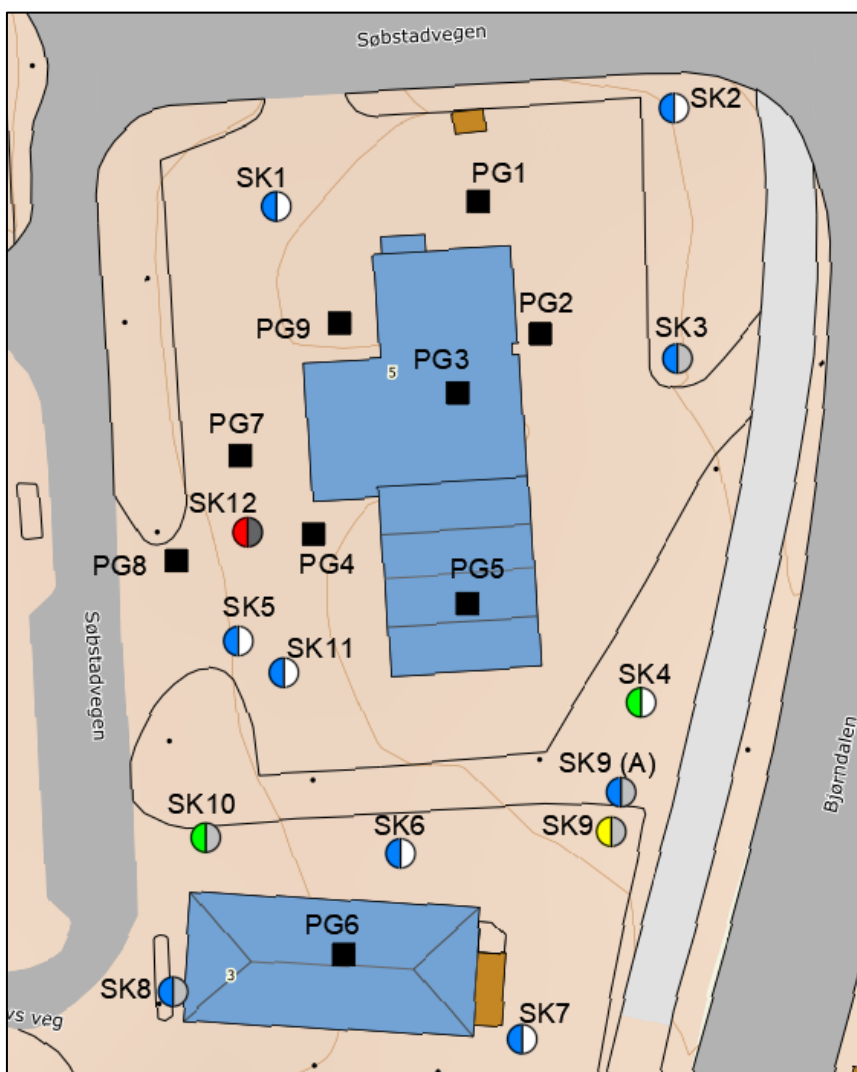 Søbstadvegen
SK2
SK1
PG1
PG9
PG2
SK3
PG3
5
PG7
SK12
PG8
PG4
PG5
SK5
SK11
Søbstadvegen
SK4
Bjørndalen
SK9 (A)
SK10
SK6
SK9
PG6
3
SK8
vs veg
SK7